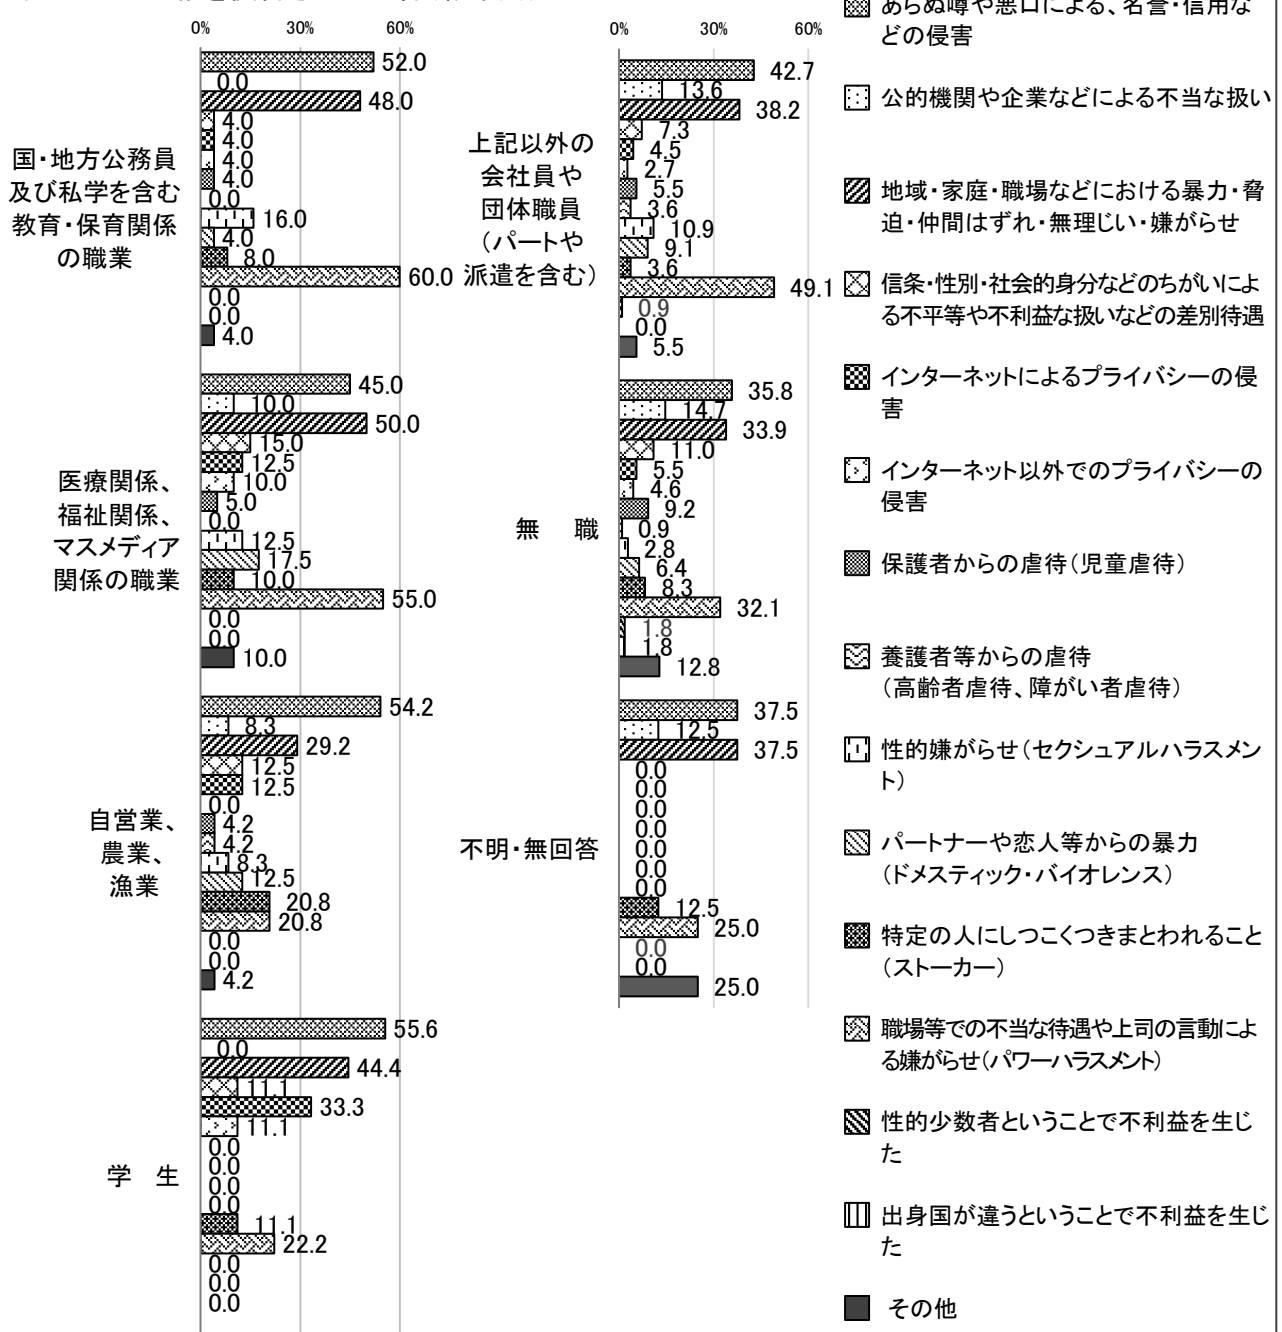 0%
30%
60%
52.0
0.0
48.0
4.0
4.0
4.0
4.0
0.0
16.0
4.0
8.0
60.0
0.0
0.0
4.0
国・地方公務員
及び私学を含む
教育・保育関係
の職業
45.0
10.0
50.0
15.0
12.5
10.0
5.0
0.0
12.5
17.5
10.0
55.0
0.0
0.0
10.0
医療関係、
福祉関係、
マスメディア
関係の職業
54.2
8.3
29.2
12.5
12.5
0.0
4.2
4.2
8.3
12.5
20.8
20.8
0.0
0.0
4.2
自営業、
農業、
漁業
55.6
0.0
44.4
11.1
33.3
11.1
0.0
0.0
0.0
0.0
11.1
22.2
0.0
0.0
0.0
学 生
0%
30%
60%
42.7
13.6
38.2
7.3
4.5
2.7
5.5
3.6
10.9
9.1
3.6
49.1
0.9
0.0
5.5
上記以外の
会社員や
団体職員
（パートや
派遣を含む）
35.8
14.7
33.9
11.0
5.5
4.6
9.2
0.9
2.8
6.4
8.3
32.1
1.8
1.8
12.8
無 職
37.5
12.5
37.5
0.0
0.0
0.0
0.0
0.0
0.0
0.0
12.5
25.0
0.0
0.0
25.0
不明・無回答
あらぬ噂や悪口による、名誉・信用な
どの侵害
公的機関や企業などによる不当な扱い
地域・家庭・職場などにおける暴力・脅
迫・仲間はずれ・無理じい・嫌がらせ
信条・性別・社会的身分などのちがいによ
る不平等や不利益な扱いなどの差別待遇
インターネットによるプライバシーの侵
害
インターネット以外でのプライバシーの
侵害
保護者からの虐待（児童虐待）
養護者等からの虐待
（高齢者虐待、障がい者虐待）
性的嫌がらせ（セクシュアルハラスメン
ト）
パートナーや恋人等からの暴力
（ドメスティック・バイオレンス）
特定の人にしつこくつきまとわれること
（ストーカー）
職場等での不当な待遇や上司の言動によ
る嫌がらせ（パワーハラスメント）
性的少数者ということで不利益を生じ
た
出身国が違うということで不利益を生じ
た
その他